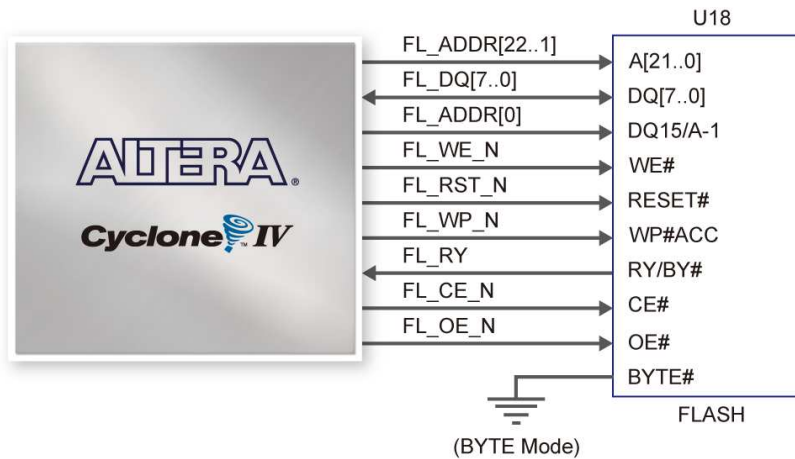 U18
FL_ADDR[22..1]
A[21..0]
FL_DQ[7..0]
DQ[7..0]
FL_ADDR[0]
DQ15/A-1
FL_WE_N
WE#
FL_RST_N
RESET#
FL_WP_N
WP#ACC
FL_RY
RY/BY#
FL_CE_N
CE#
FL_OE_N
OE#
BYTE#
FLASH
(BYTE Mode)
ALTERA®
Cyclone™ IV